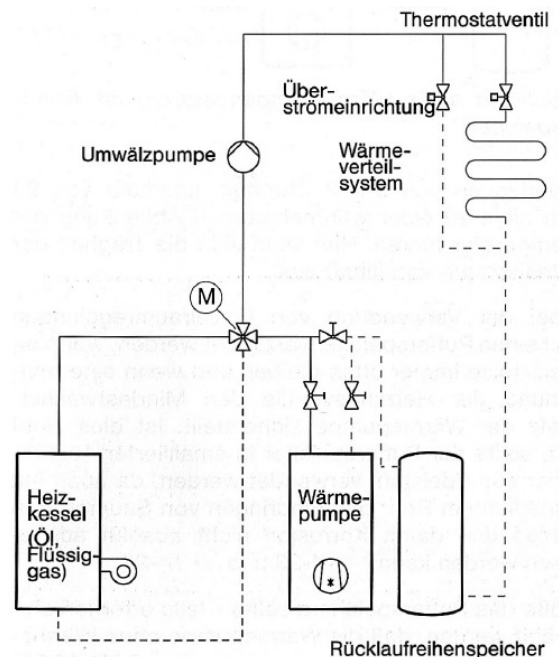 Thermostatventil
Über-
strömeinrichtung
Umwälzpumpe
Wärme-
verteil-
system
M
Heiz-
kessel
(Öl,
Flüssig-
gas)
Wärme-
pumpe
Rücklaufreihenspeicher